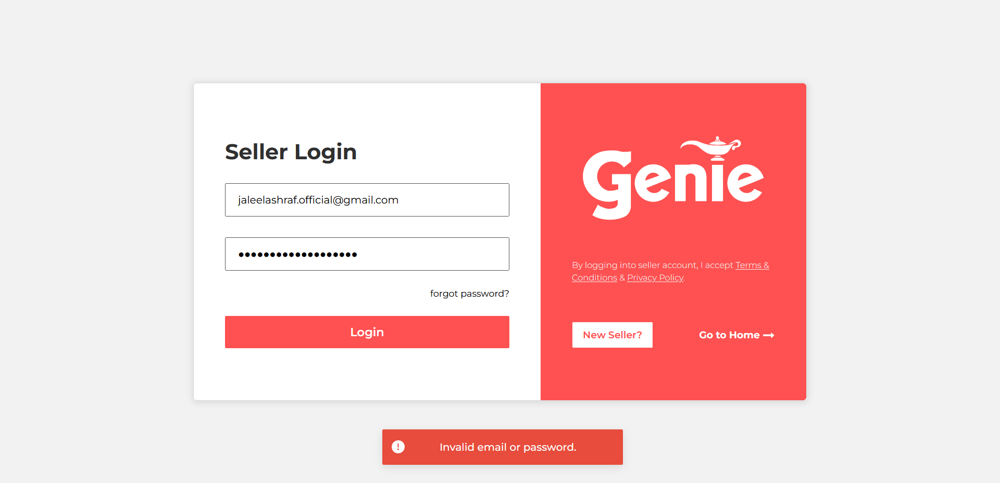 Seller Login
jaleelashraf.official@gmail.com
●●●●●●●●●●●●●●●●●●●
forgot password?
Login
Genie
By logging into seller account, I accept Terms &
Conditions & Privacy Policy.
New Seller?
Go to Home
Invalid email or password.